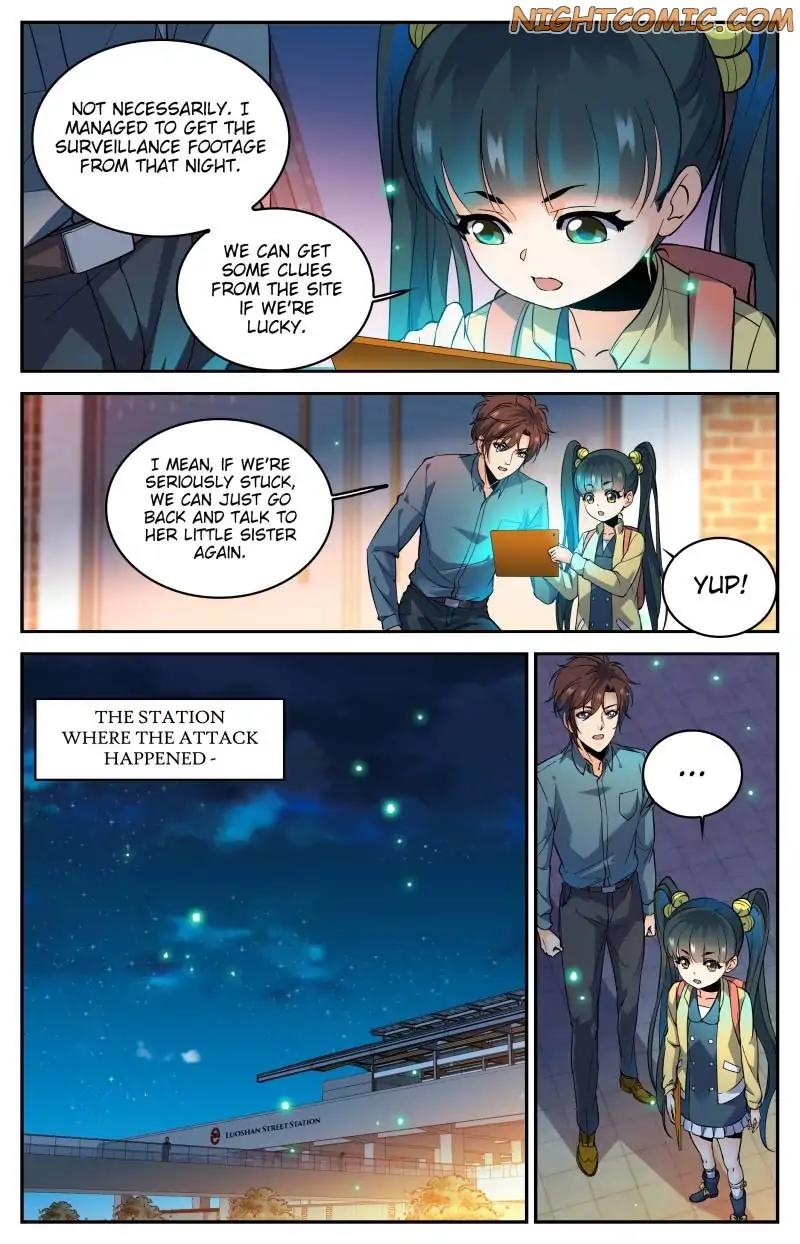 NIGHTCOMIC.COM
NOT NECESSARILY. I
MANAGED TO GET THE
SURVEILLANCE FOOTAGE
FROM THAT NIGHT.
WE CAN GET
SOME CLUES
FROM THE SITE
IF WE'RE
LUCKY.
I MEAN, IF WE'RE
SERIOUSLY STUCK,
WE CAN JUST GO
BACK AND TALK TO
HER LITTLE SISTER
AGAIN.
YUP!
THE STATION
WHERE THE ATTACK
HAPPENED -
...
LUOSHAN STREET STATION